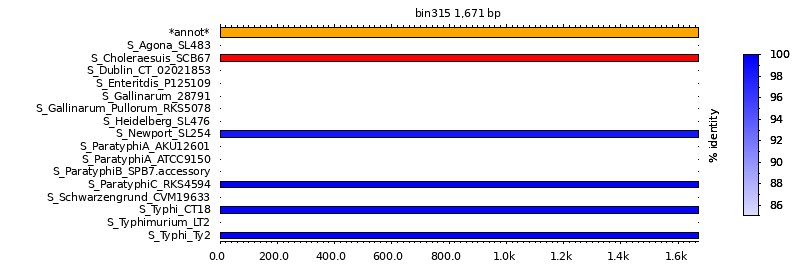 bin315 1,671 bp
*annot*
S_Agona_SL483
S_Choleraesuis_SCB67
S_Dublin_CT_02021853
S_Enteritdis_P125109
S_Gallinarum_28791
S_Gallinarum_Pullorum_RKS5078
S_Heidelberg_SL476
S_Newport_SL254
S_ParatyphiA_AKU12601
S_ParatyphiA_ATCC9150
S_ParatyphiB_SPB7.accessory
S_ParatyphiC_RKS4594
S_Schwarzengrund_CVM19633
S_Typhi_CT18
S_Typhimurium_LT2
S_Typhi_Ty2
0.0 200.0 400.0 600.0 800.0 1.0k 1.2k 1.4k 1.6k
% identity
100
98
96
94
92
90
88
86